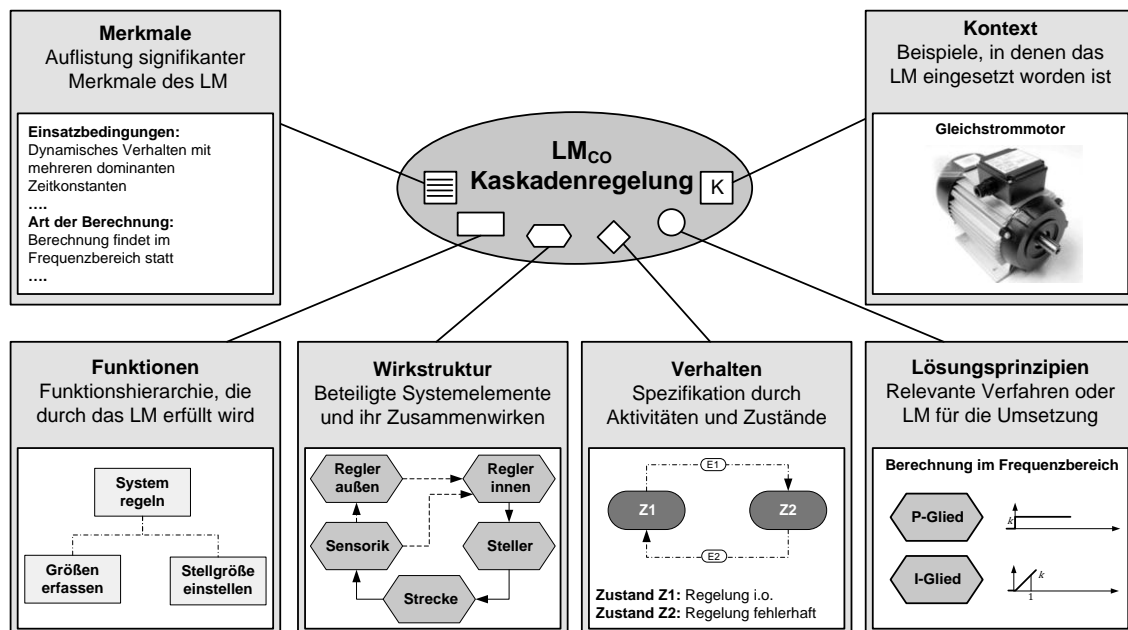 Merkmale
Auflistung signifikanter
Merkmale des LM
Einsatzbedingungen:
Dynamisches Verhalten mit
mehreren dominanten
Zeitkonstanten
….
Art der Berechnung:
Berechnung findet im
Frequenzbereich statt
….
LM_CO
Kaskadenregelung
K
Kontext
Beispiele, in denen das
LM eingesetzt worden ist
Gleichstrommotor
Funktionen
Funktionshierarchie, die
durch das LM erfüllt wird
System
regeln
Größen
erfassen
Stellgröße
einstellen
Wirkstruktur
Beteiligte Systemelemente
und ihr Zusammenwirken
Regler
außen
Regler
innen
Sensorik
Steller
Strecke
Verhalten
Spezifikation durch
Aktivitäten und Zustände
E1
Z1
Z2
E2
Zustand Z1: Regelung i.o.
Zustand Z2: Regelung fehlerhaft
Lösungsprinzipien
Relevante Verfahren oder
LM für die Umsetzung
Berechnung im Frequenzbereich
P-Glied
k
I-Glied
k
1